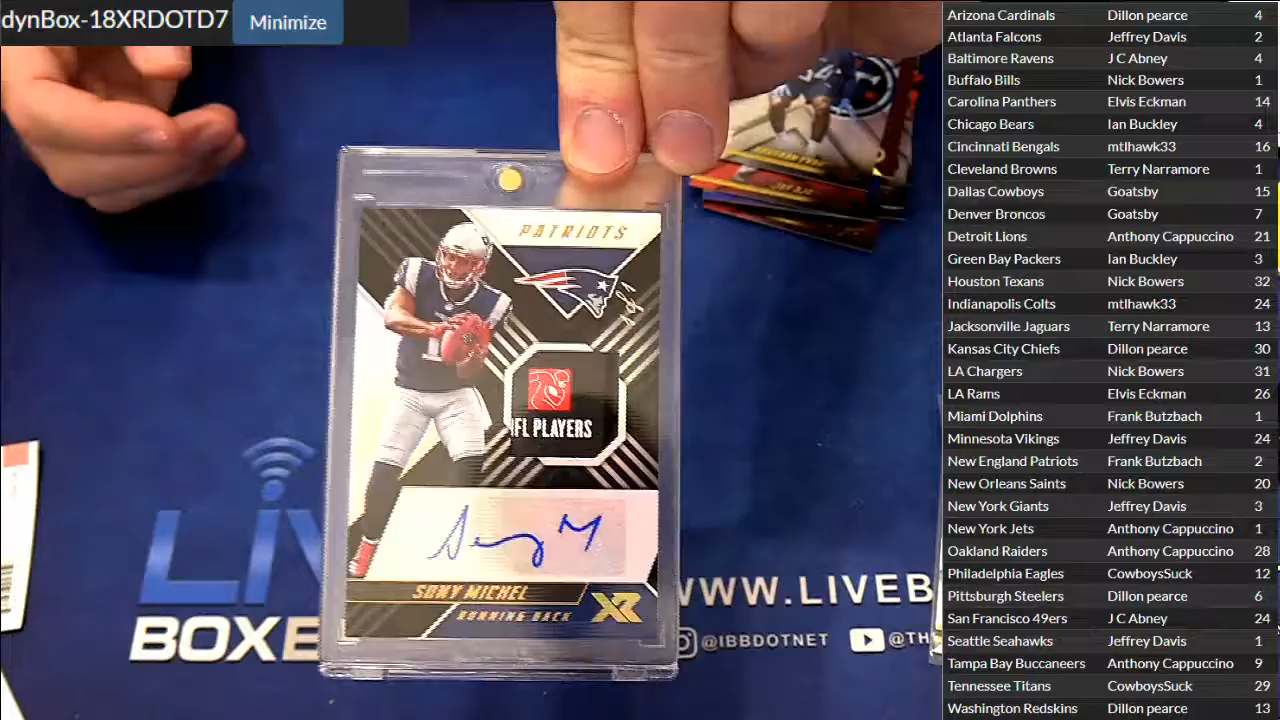 dynBox-18XRDOTD7 Minimize
PATRIOTS
1 of 1
NFL PLAYERS
Sony M
SONY MICHEL
RUNNING BACK
XR
LIV
BOXE
WWW.LIVEB
@IBBDOTNET @TH
Arizona Cardinals Dillon pearce 4
Atlanta Falcons Jeffrey Davis 2
Baltimore Ravens J C Abney 4
Buffalo Bills Nick Bowers 1
Carolina Panthers Elvis Eckman 14
Chicago Bears Ian Buckley 4
Cincinnati Bengals mtlhawk33 16
Cleveland Browns Terry Narramore 1
Dallas Cowboys Goatsby 15
Denver Broncos Goatsby 7
Detroit Lions Anthony Cappuccino 21
Green Bay Packers Ian Buckley 3
Houston Texans Nick Bowers 32
Indianapolis Colts mtlhawk33 24
Jacksonville Jaguars Terry Narramore 13
Kansas City Chiefs Dillon pearce 30
LA Chargers Nick Bowers 31
LA Rams Elvis Eckman 26
Miami Dolphins Frank Butzbach 1
Minnesota Vikings Jeffrey Davis 24
New England Patriots Frank Butzbach 2
New Orleans Saints Nick Bowers 20
New York Giants Jeffrey Davis 3
New York Jets Anthony Cappuccino 1
Oakland Raiders Anthony Cappuccino 28
Philadelphia Eagles CowboysSuck 12
Pittsburgh Steelers Dillon pearce 6
San Francisco 49ers J C Abney 24
Seattle Seahawks Jeffrey Davis 1
Tampa Bay Buccaneers Anthony Cappuccino 9
Tennessee Titans CowboysSuck 29
Washington Redskins Dillon pearce 13